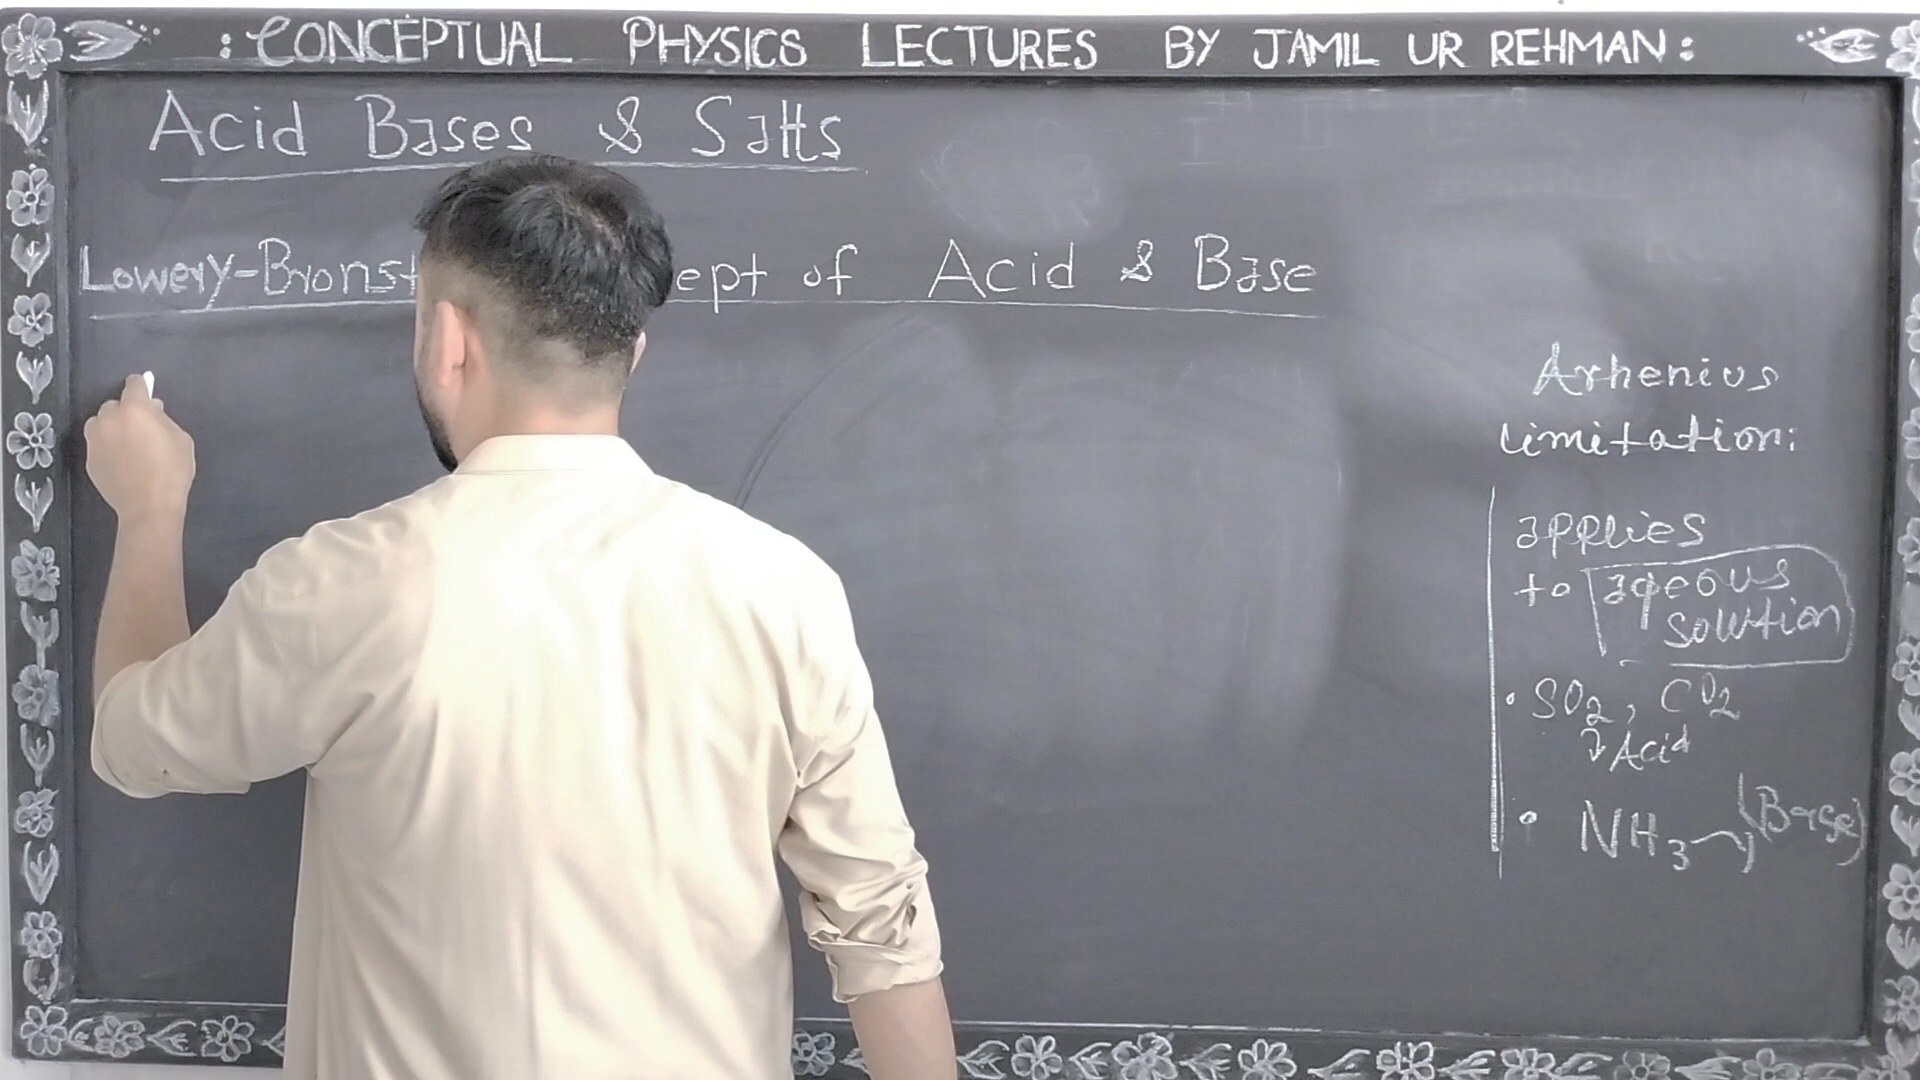 : CONCEPTUAL PHYSICS LECTURES BY JAMIL UR REHMAN :
Acid Bases & Salts
Lowery-Bronst ept of Acid & Base
Arhenius
limitation:
applies
to aqeous
solution
• SO2, CO2
Acid
• NH3 (Base)